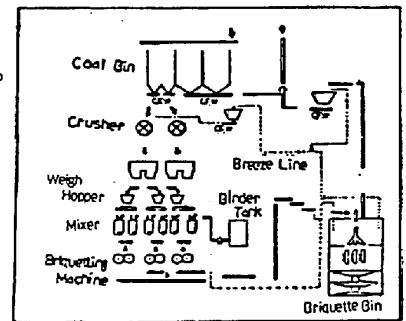 Coal Bin
C.F.W
C.F.W
C.F.W
Crusher
C.F.W
Breeze Line
Weigh
Hopper
Binder
Tank
Mixer
Briquetting
Machine
Briquette Bin